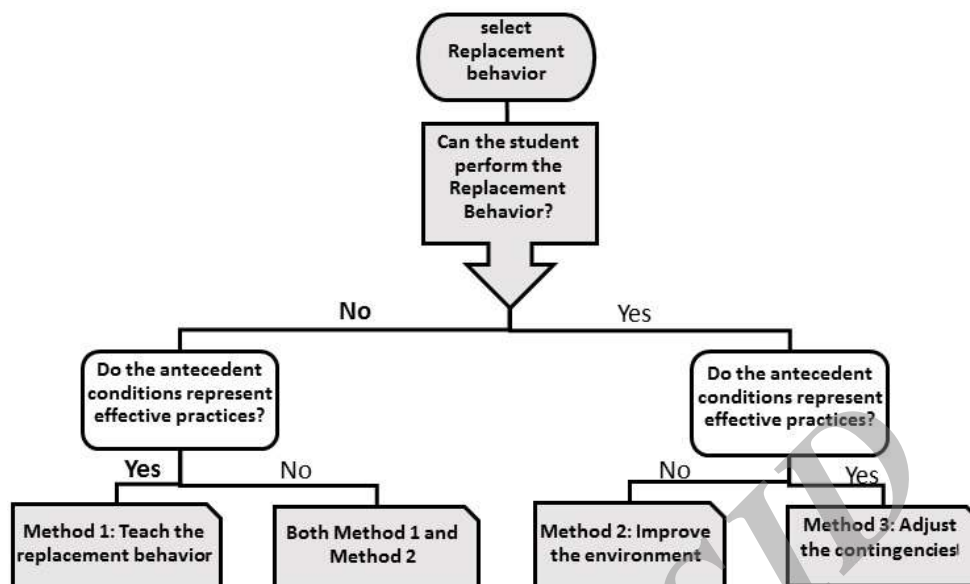 select
Replacement
behavior
Can the student
perform the
Replacement
Behavior?
No
Yes
Do the antecedent
conditions represent
effective practices?
Do the antecedent
conditions represent
effective practices?
Yes
No
No
Yes
Method 1: Teach the
replacement behavior
Both Method 1 and
Method 2
Method 2: Improve
the environment
Method 3: Adjust
the contingencies
SID